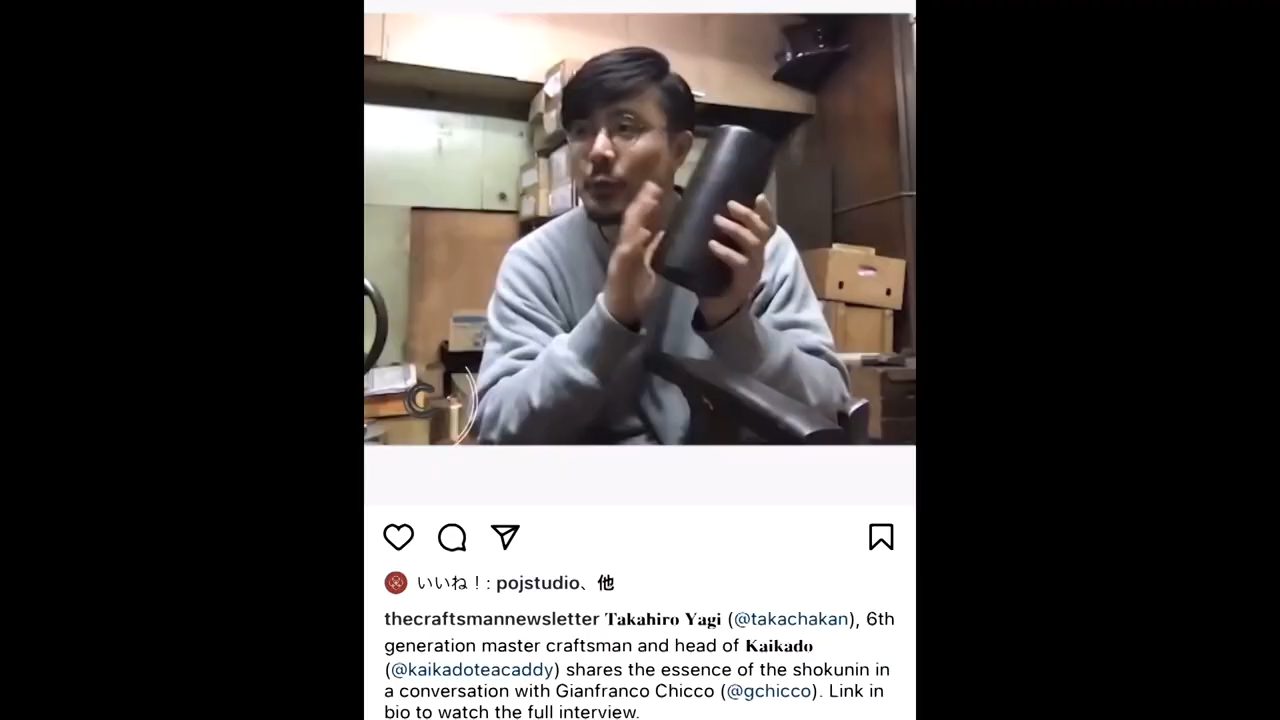 いいね！: pojstudio、他
thecraftsmannewsletter Takahiro Yagi (@takachakan), 6th
generation master craftsman and head of Kaikado
(@kaikadoteacaddy) shares the essence of the shokunin in
a conversation with Gianfranco Chicco (@gchicco). Link in
bio to watch the full interview.